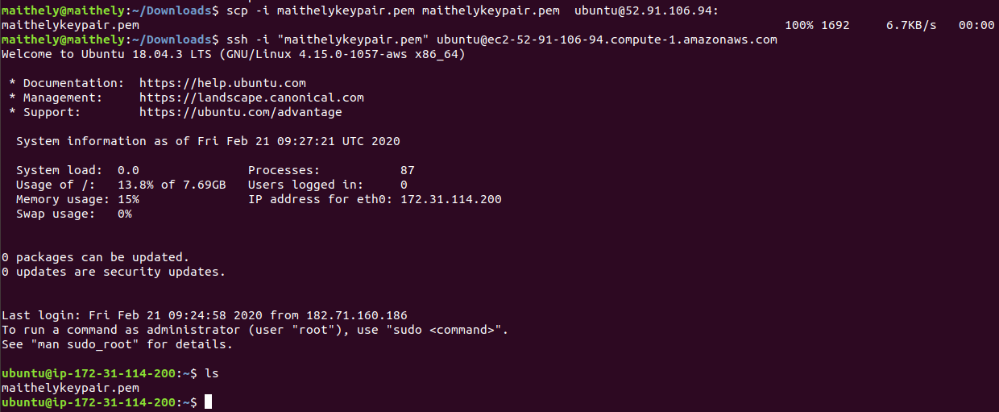 maithely@maithely:~/Downloads$ scp -i maithelykeypair.pem maithelykeypair.pem  ubuntu@52.91.106.94:
maithelykeypair.pem                                                                                        100% 1692     6.7KB/s   00:00
maithely@maithely:~/Downloads$ ssh -i "maithelykeypair.pem" ubuntu@ec2-52-91-106-94.compute-1.amazonaws.com
Welcome to Ubuntu 18.04.3 LTS (GNU/Linux 4.15.0-1057-aws x86_64)
 * Documentation:  https://help.ubuntu.com
 * Management:     https://landscape.canonical.com
 * Support:        https://ubuntu.com/advantage
  System information as of Fri Feb 21 09:27:21 UTC 2020
  System load:  0.0               Processes:           87
  Usage of /:   13.8% of 7.69GB   Users logged in:     0
  Memory usage: 15%               IP address for eth0: 172.31.114.200
  Swap usage:   0%
0 packages can be updated.
0 updates are security updates.
Last login: Fri Feb 21 09:24:58 2020 from 182.71.160.186
To run a command as administrator (user "root"), use "sudo <command>".
See "man sudo_root" for details.
ubuntu@ip-172-31-114-200:~$ ls
maithelykeypair.pem
ubuntu@ip-172-31-114-200:~$